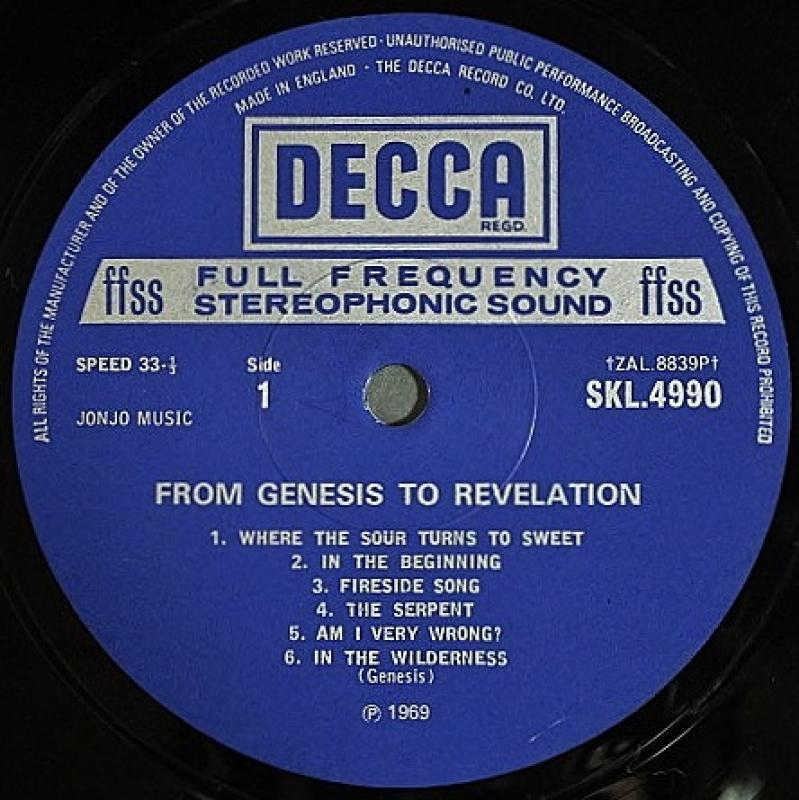 ALL RIGHTS OF THE MANUFACTURER AND OF THE OWNER OF THE RECORDED WORK RESERVED · UNAUTHORISED PUBLIC PERFORMANCE BROADCASTING AND COPYING OF THIS RECORD PROHIBITED
MADE IN ENGLAND · THE DECCA RECORD CO. LTD.
DECCA
REGD.
ffss FULL FREQUENCY STEREOPHONIC SOUND ffss
SPEED 33-⅓ Side 1 †ZAL.8839P†
SKL.4990
JONJO MUSIC
FROM GENESIS TO REVELATION
1. WHERE THE SOUR TURNS TO SWEET
2. IN THE BEGINNING
3. FIRESIDE SONG
4. THE SERPENT
5. AM I VERY WRONG?
6. IN THE WILDERNESS
(Genesis)
℗ 1969